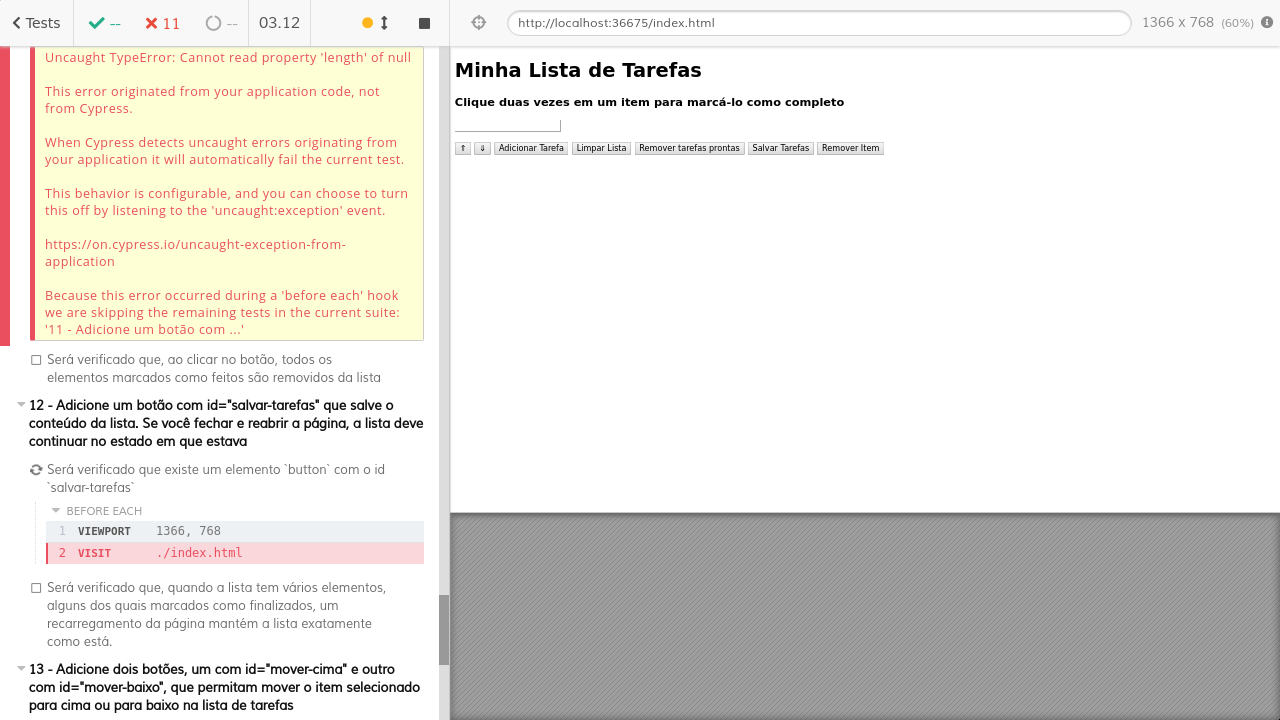 Tests
--
11
--
03.12
http://localhost:36675/index.html
1366 x 768 (60%)
Uncaught TypeError: Cannot read property 'length' of null
This error originated from your application code, not
from Cypress.
When Cypress detects uncaught errors originating from
your application it will automatically fail the current test.
This behavior is configurable, and you can choose to turn
this off by listening to the 'uncaught:exception' event.
https://on.cypress.io/uncaught-exception-from-
application
Because this error occurred during a 'before each' hook
we are skipping the remaining tests in the current suite:
'11 - Adicione um botão com ...'
Será verificado que, ao clicar no botão, todos os
elementos marcados como feitos são removidos da lista
12 - Adicione um botão com id="salvar-tarefas" que salve o
conteúdo da lista. Se você fechar e reabrir a página, a lista deve
continuar no estado em que estava
Será verificado que existe um elemento `button` com o id
`salvar-tarefas`
BEFORE EACH
1 VIEWPORT 1366, 768
2 VISIT ./index.html
Será verificado que, quando a lista tem vários elementos,
alguns dos quais marcados como finalizados, um
recarregamento da página mantém a lista exatamente
como está.
13 - Adicione dois botões, um com id="mover-cima" e outro
com id="mover-baixo", que permitam mover o item selecionado
para cima ou para baixo na lista de tarefas
Minha Lista de Tarefas
Clique duas vezes em um item para marcá-lo como completo
⇑ ⇓ Adicionar Tarefa Limpar Lista Remover tarefas prontas Salvar Tarefas Remover Item